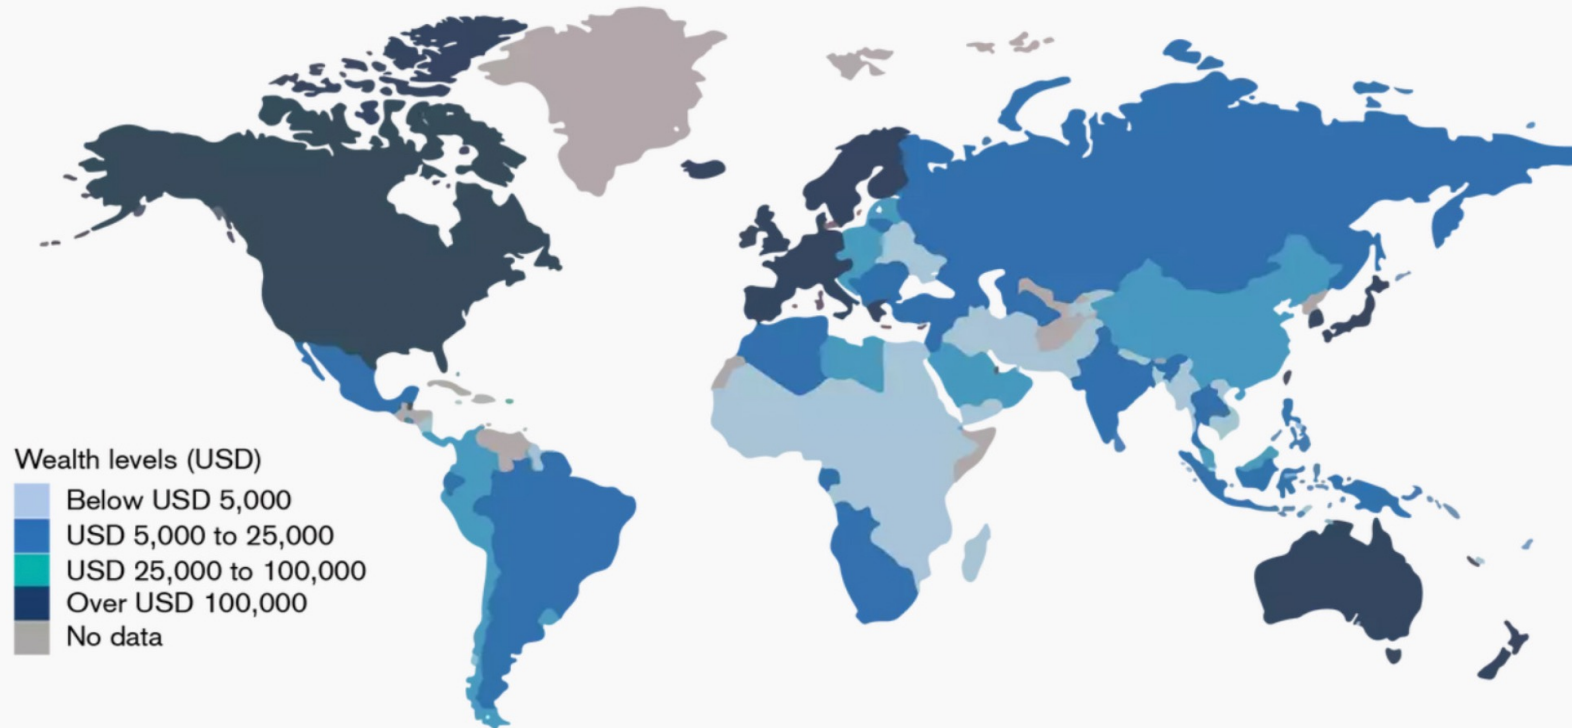 Wealth levels (USD)
Below USD 5,000
USD 5,000 to 25,000
USD 25,000 to 100,000
Over USD 100,000
No data